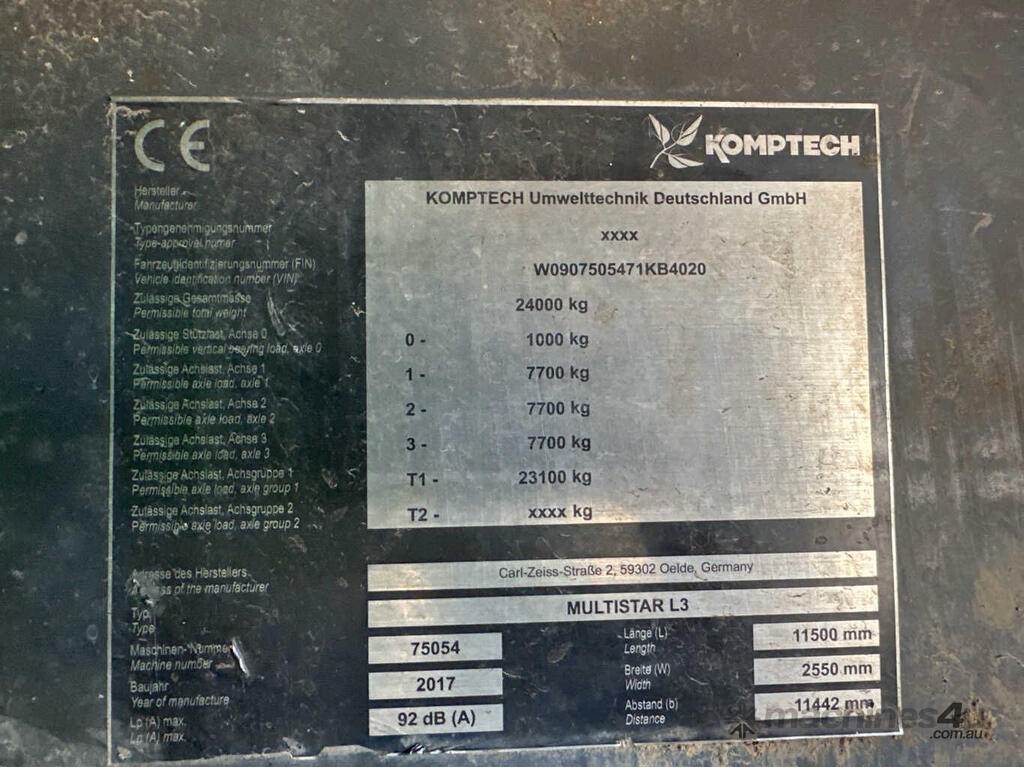 CE
KOMPTECH
Hersteller
Manufacturer
KOMPTECH Umwelttechnik Deutschland GmbH
Typengenehmigungsnummer
Type-approval numer
xxxx
Fahrzeugidentifizierungsnummer (FIN)
Vehicle identification number (VIN)
W0907505471KB4020
Zulässige Gesamtmasse
Permissible total weight
24000 kg
Zulässige Stützlast, Achse 0
Permissible vertical bearing load, axle 0
0 - 1000 kg
Zulässige Achslast, Achse 1
Permissible axle load, axle 1
1 - 7700 kg
Zulässige Achslast, Achse 2
Permissible axle load, axle 2
2 - 7700 kg
Zulässige Achslast, Achse 3
Permissible axle load, axle 3
3 - 7700 kg
Zulässige Achslast, Achsgruppe 1
Permissible axle load, axle group 1
T1 - 23100 kg
Zulässige Achslast, Achsgruppe 2
Permissible axle load, axle group 2
T2 - xxxx kg
Adresse des Herstellers
Address of the manufacturer
Carl-Zeiss-Straße 2, 59302 Oelde, Germany
Typ
Type
MULTISTAR L3
Maschinen-Nummer
Machine number
75054
Länge (L)
Length
11500 mm
Baujahr
Year of manufacture
2017
Breite (W)
Width
2550 mm
Lp (A) max.
Lp (A) max.
92 dB (A)
Abstand (b)
Distance
11442 mm
machines4u
.com.au